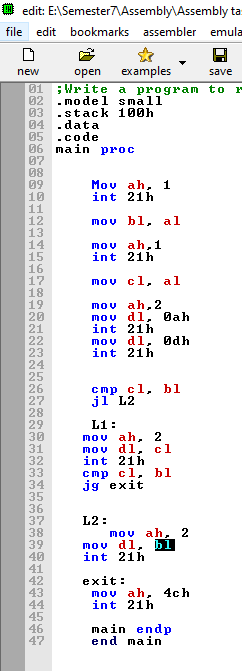 edit: E:\Semester7\Assembly\Assembly tas
file edit bookmarks assembler emula
new open examples save
01 ;Write a program to r
02 .model small
03 .stack 100h
04 .data
05 .code
06 main proc
07
08
09 Mov ah, 1
10 int 21h
11
12 mov bl, al
13
14 mov ah,1
15 int 21h
16
17 mov cl, al
18
19 mov ah,2
20 mov dl, 0ah
21 int 21h
22 mov dl, 0dh
23 int 21h
24
25
26 cmp cl, bl
27 jl L2
28
29 L1:
30 mov ah, 2
31 mov dl, cl
32 int 21h
33 cmp cl, bl
34 jg exit
35
36
37 L2:
38 mov ah, 2
39 mov dl, bl
40 int 21h
41
42 exit:
43 mov ah, 4ch
44 int 21h
45
46 main endp
47 end main